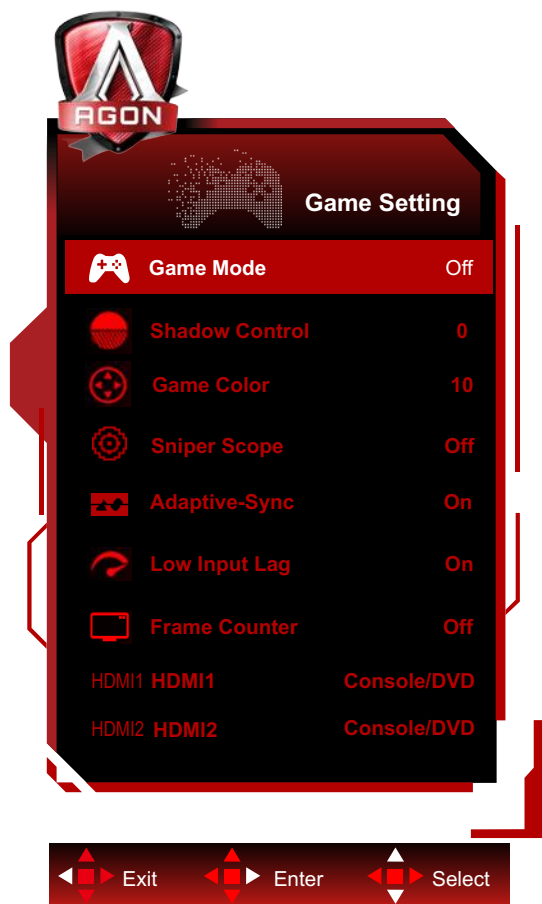 AGON
Game Setting
Game Mode Off
Shadow Control 0
Game Color 10
Sniper Scope Off
Adaptive-Sync On
Low Input Lag On
Frame Counter Off
HDMI1 HDMI1 Console/DVD
HDMI2 HDMI2 Console/DVD
Exit Enter Select